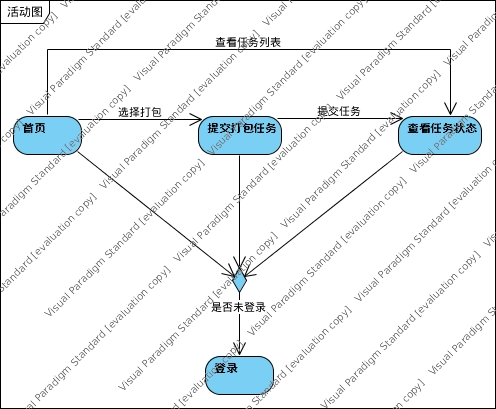 活动图
查看任务列表
选择打包
提交任务
首页
提交打包任务
查看任务状态
是否未登录
登录
Visual Paradigm Standard [evaluation copy]